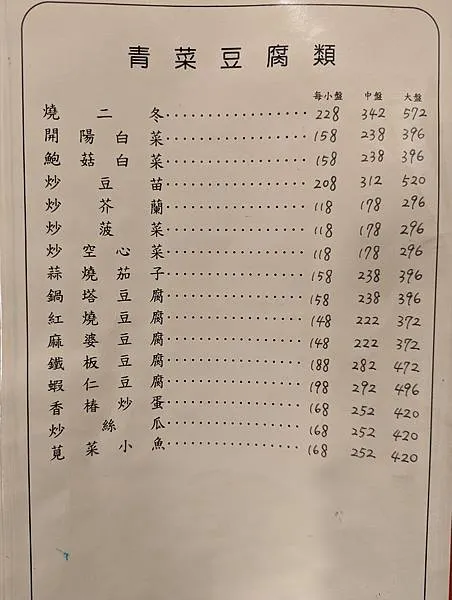 青菜豆腐類
每小盤 中盤 大盤
燒二冬 228 342 572
開陽白菜 158 238 396
鮑菇白菜 158 238 396
炒豆苗 208 312 520
炒芥蘭 118 178 296
炒菠菜 118 178 296
炒空心菜 118 178 296
蒜燒茄子 158 238 396
鍋塔豆腐 158 238 396
紅燒豆腐 148 222 372
麻婆豆腐 148 222 372
鐵板豆腐 188 282 472
蝦仁豆腐 198 292 496
香椿炒蛋 168 252 420
炒絲瓜 168 252 420
莧菜小魚 168 252 420